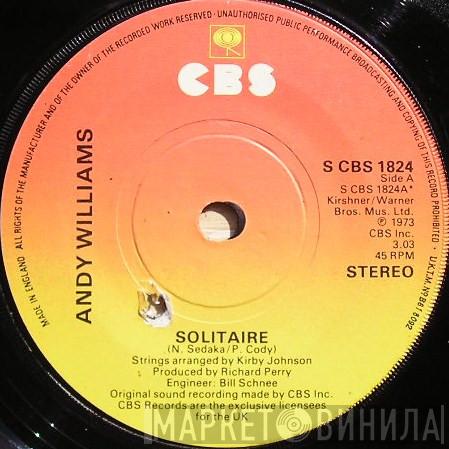 MADE IN ENGLAND · ALL RIGHTS OF THE MANUFACTURER AND OF THE OWNER OF THE RECORDED WORK RESERVED · UNAUTHORISED PUBLIC PERFORMANCE BROADCASTING AND COPYING OF THIS RECORD PROHIBITED ·
CBS
ANDY WILLIAMS
S CBS 1824
Side A
S CBS 1824A*
Kirshner/Warner
Bros. Mus. Ltd.
℗ 1973
CBS Inc.
3.03
45 RPM
STEREO
SOLITAIRE
(N. Sedaka/P. Cody)
Strings arranged by Kirby Johnson
Produced by Richard Perry
Engineer: Bill Schnee
Original sound recording made by CBS Inc.
CBS Records are the exclusive licensees
for the UK
МАРКЕТ ВИНИЛА